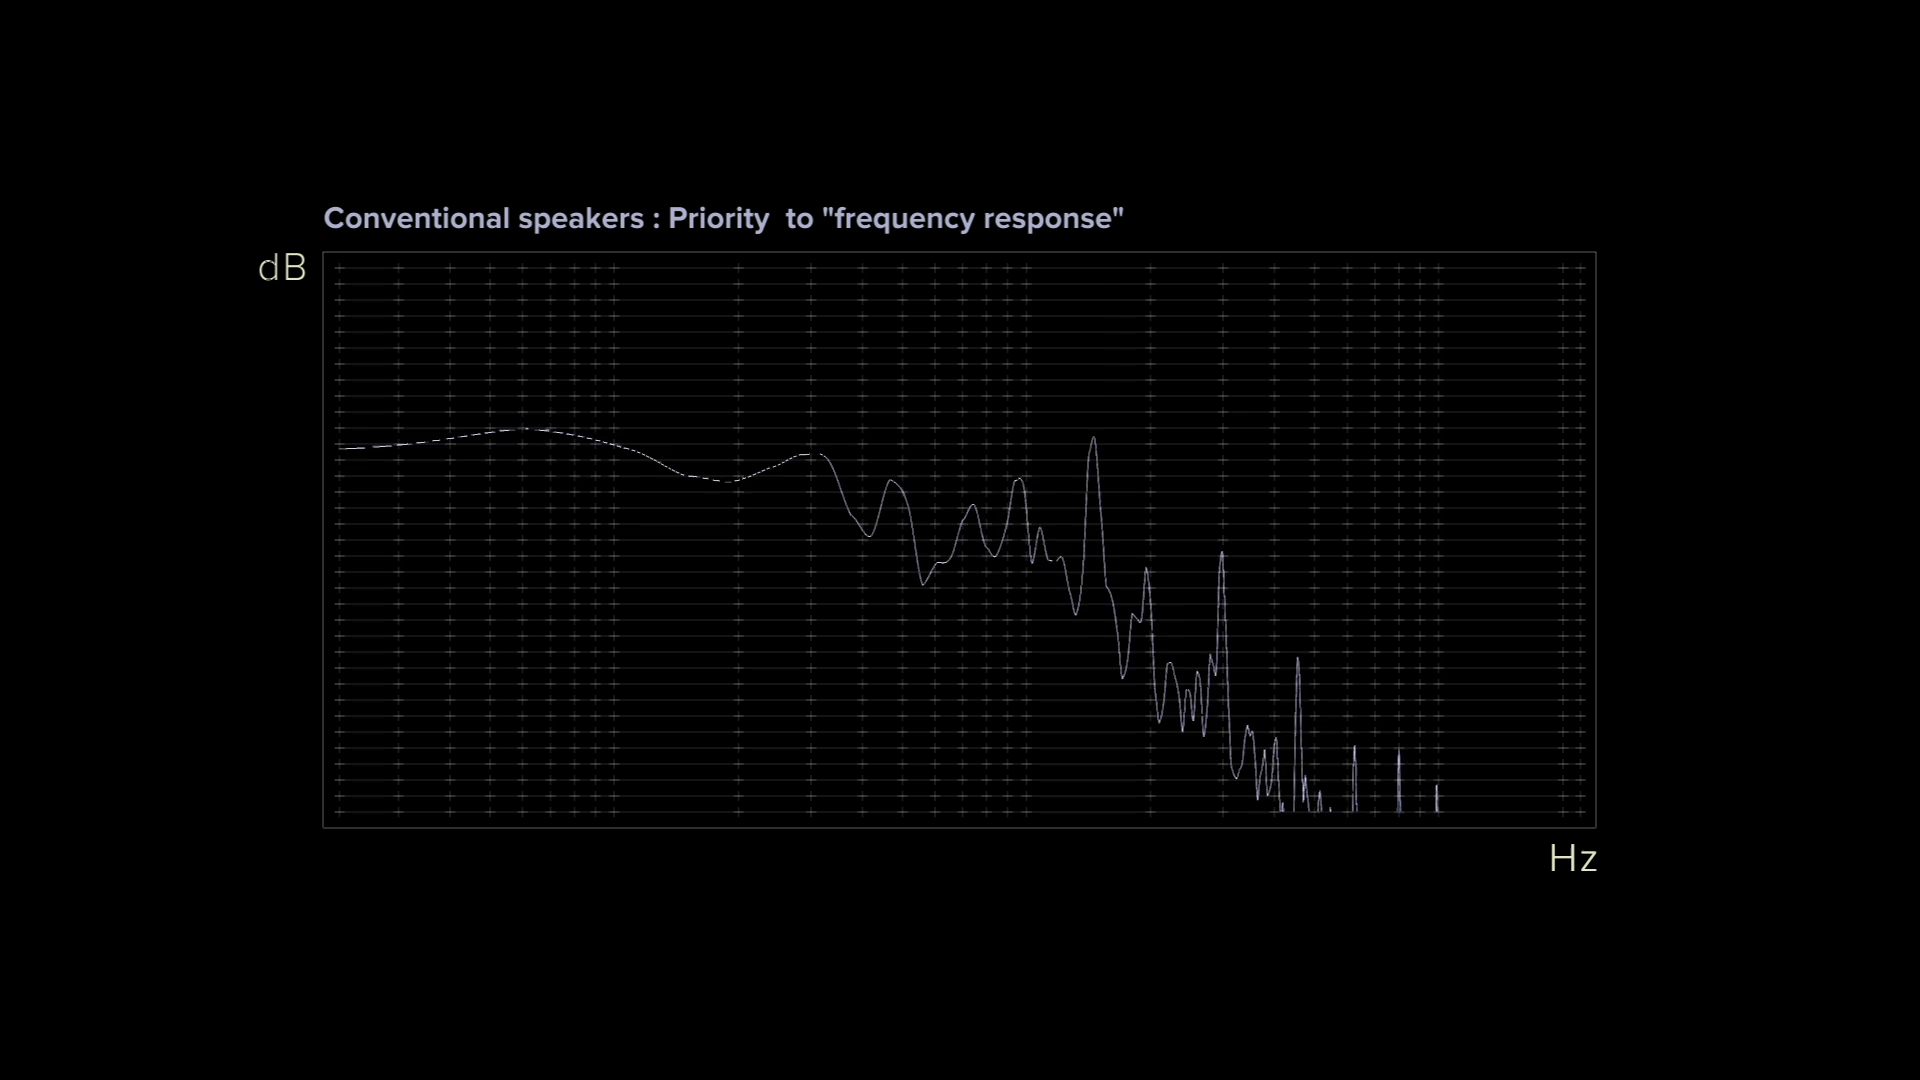 Conventional speakers : Priority  to "frequency response"
dB
Hz